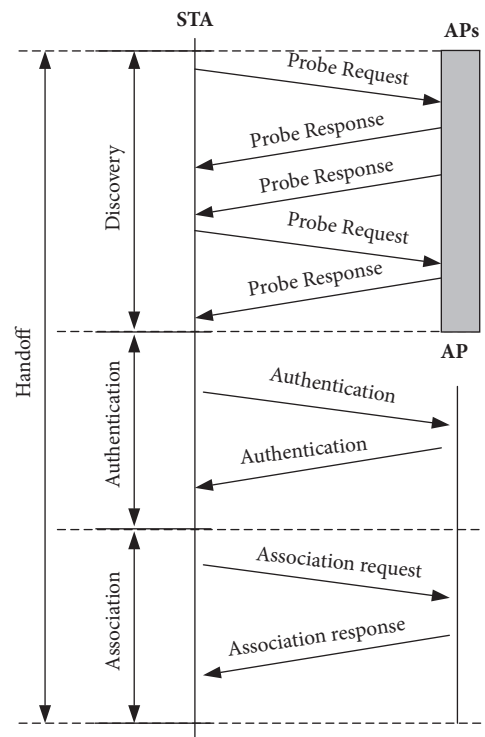 STA
APs
Probe Request
Probe Response
Probe Response
Probe Request
Probe Response
Discovery
Handoff
AP
Authentication
Authentication
Authentication
Association request
Association response
Association